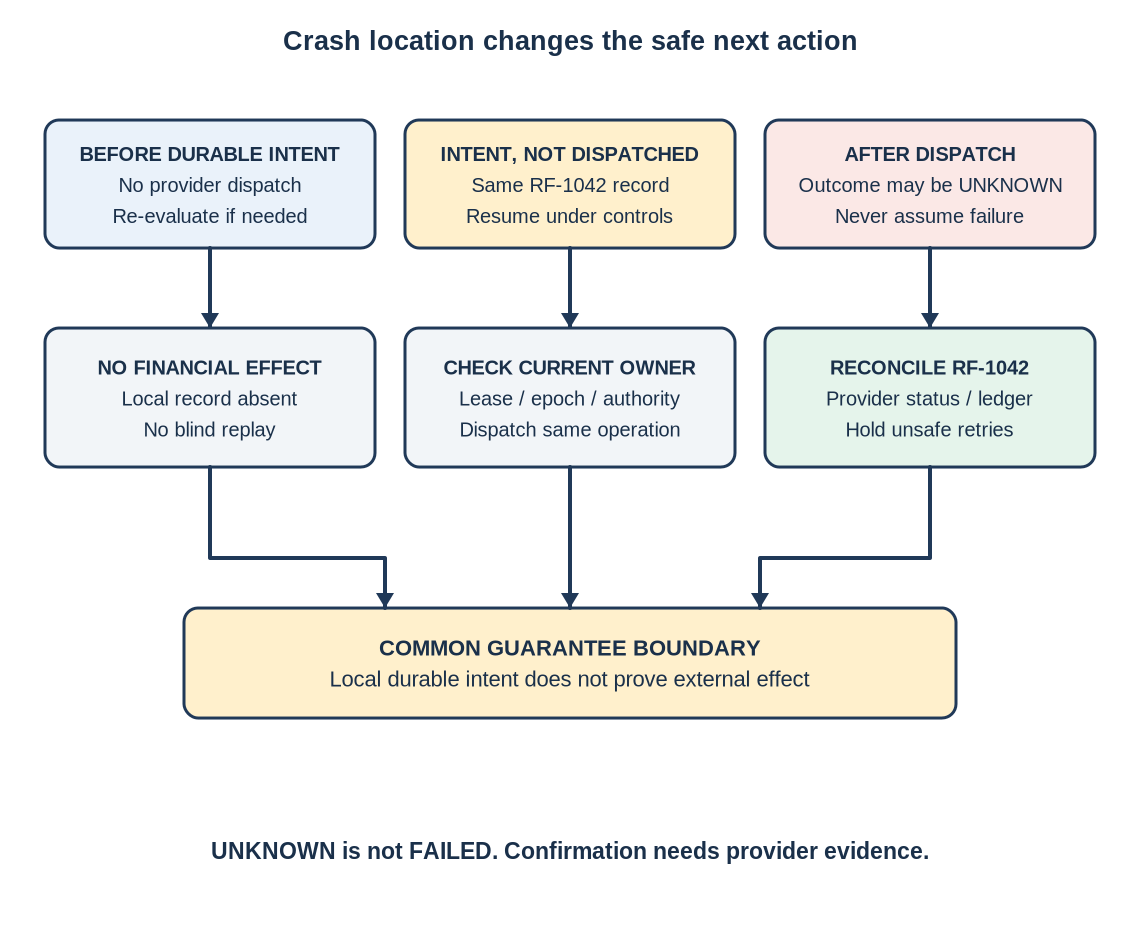 Crash location changes the safe next action
BEFORE DURABLE INTENT
No provider dispatch
Re-evaluate if needed
INTENT, NOT DISPATCHED
Same RF-1042 record
Resume under controls
AFTER DISPATCH
Outcome may be UNKNOWN
Never assume failure
NO FINANCIAL EFFECT
Local record absent
No blind replay
CHECK CURRENT OWNER
Lease / epoch / authority
Dispatch same operation
RECONCILE RF-1042
Provider status / ledger
Hold unsafe retries
COMMON GUARANTEE BOUNDARY
Local durable intent does not prove external effect
UNKNOWN is not FAILED. Confirmation needs provider evidence.